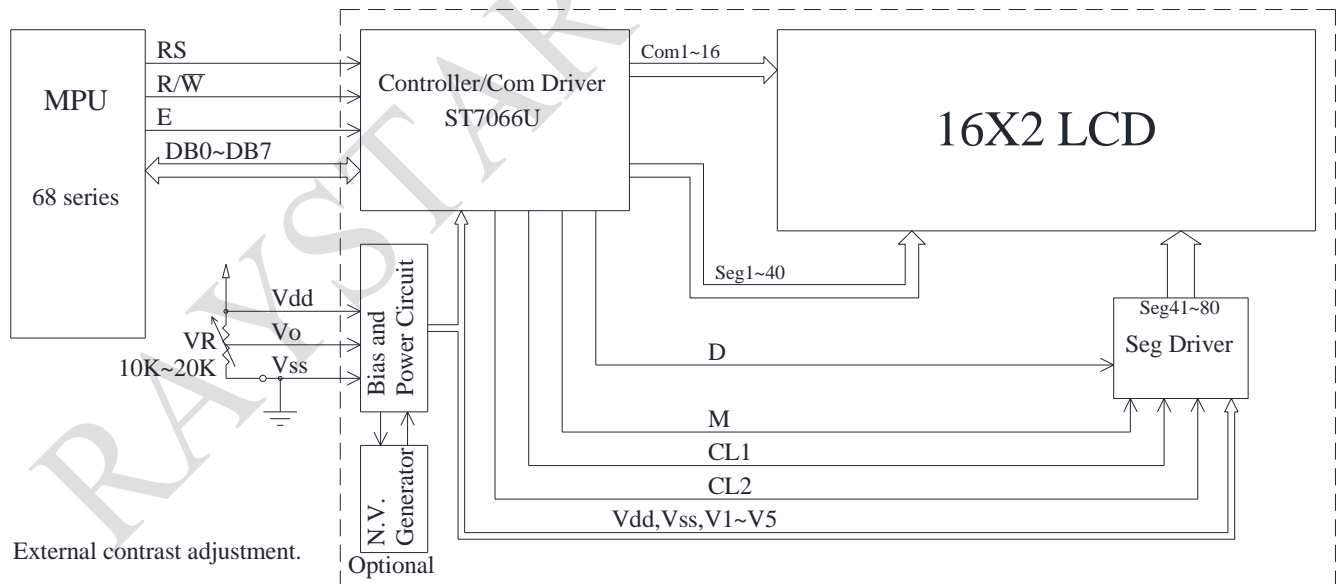 RS
R/W̅
E
DB0~DB7
MPU
68 series
Controller/Com Driver
ST7066U
Com1~16
16X2 LCD
Seg1~40
Seg41~80
Seg Driver
Vdd
Vo
Vss
VR
10K~20K
Bias and
Power Circuit
N.V.
Generator
Optional
D
M
CL1
CL2
Vdd,Vss,V1~V5
External contrast adjustment.
RAYSTAR